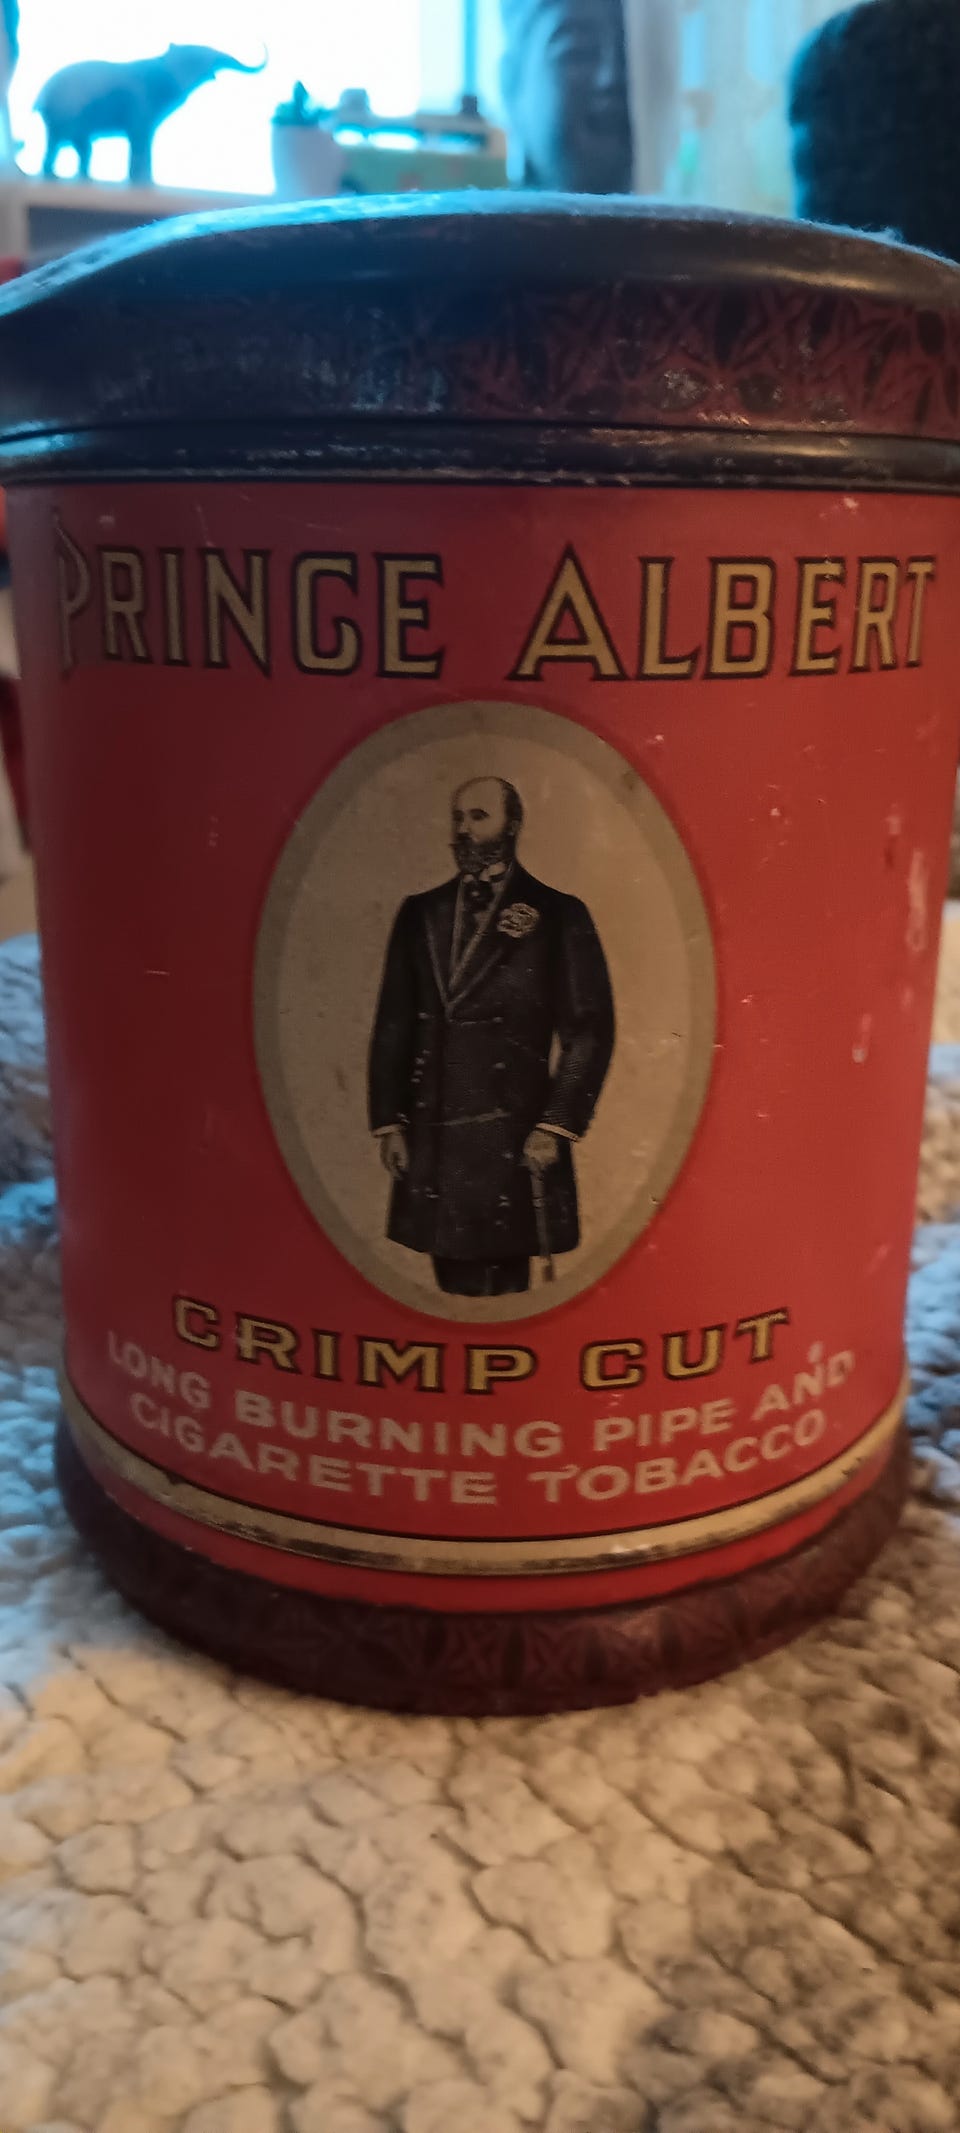 PRINCE ALBERT
CRIMP CUT
LONG BURNING PIPE AND
CIGARETTE TOBACCO